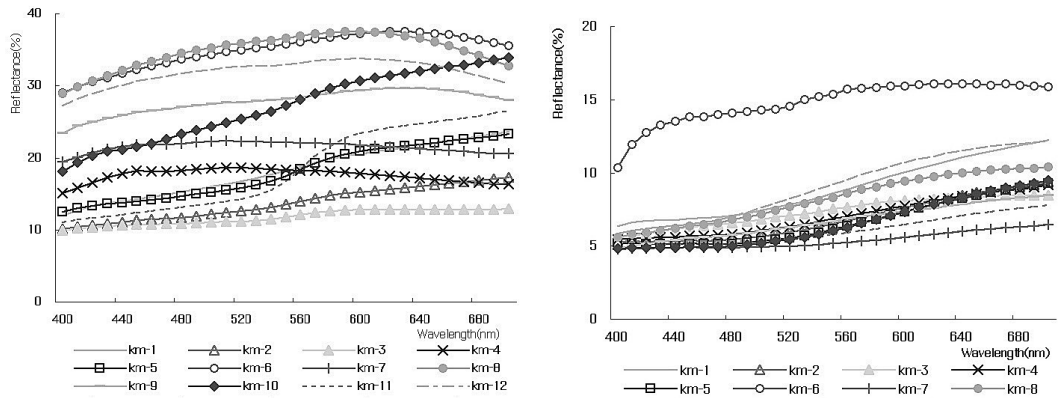 40
30
20
10
0
Reflectance(%)
400 440 480 520 560 600 640
Wavelength(nm)
km-1 km-2 km-3 km-4
km-5 km-6 km-7 km-8
km-9 km-10 km-11 km-12
20
15
10
5
0
Reflectance(%)
400 440 480 520 560 600 640 680
Wavelength(nm)
km-1 km-2 km-3 km-4
km-5 km-6 km-7 km-8